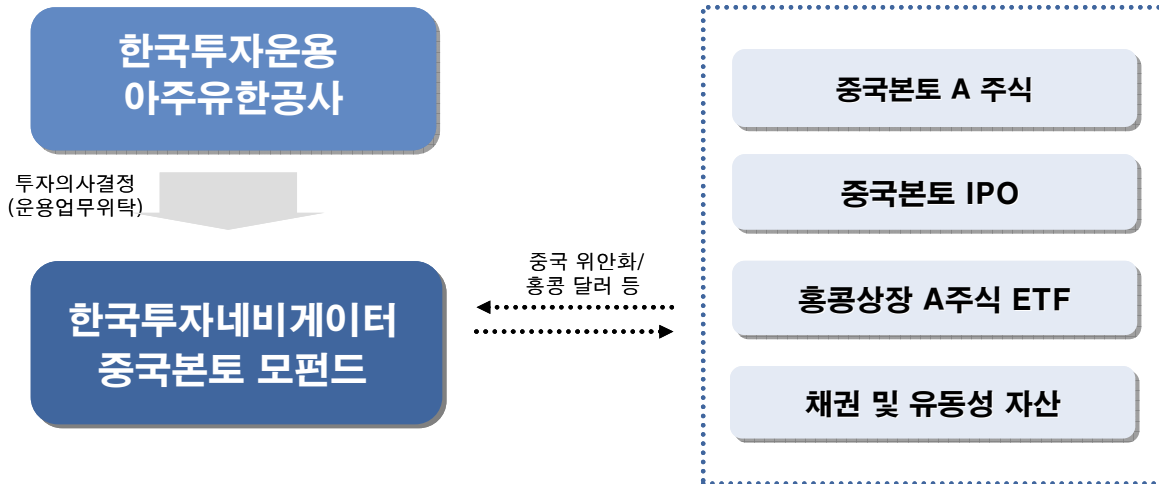 한국투자운용
아주유한공사
투자의사결정
(운용업무위탁)
한국투자네비게이터
중국본토 모펀드
중국 위안화/
홍콩 달러 등
중국본토 A 주식
중국본토 IPO
홍콩상장 A주식 ETF
채권 및 유동성 자산